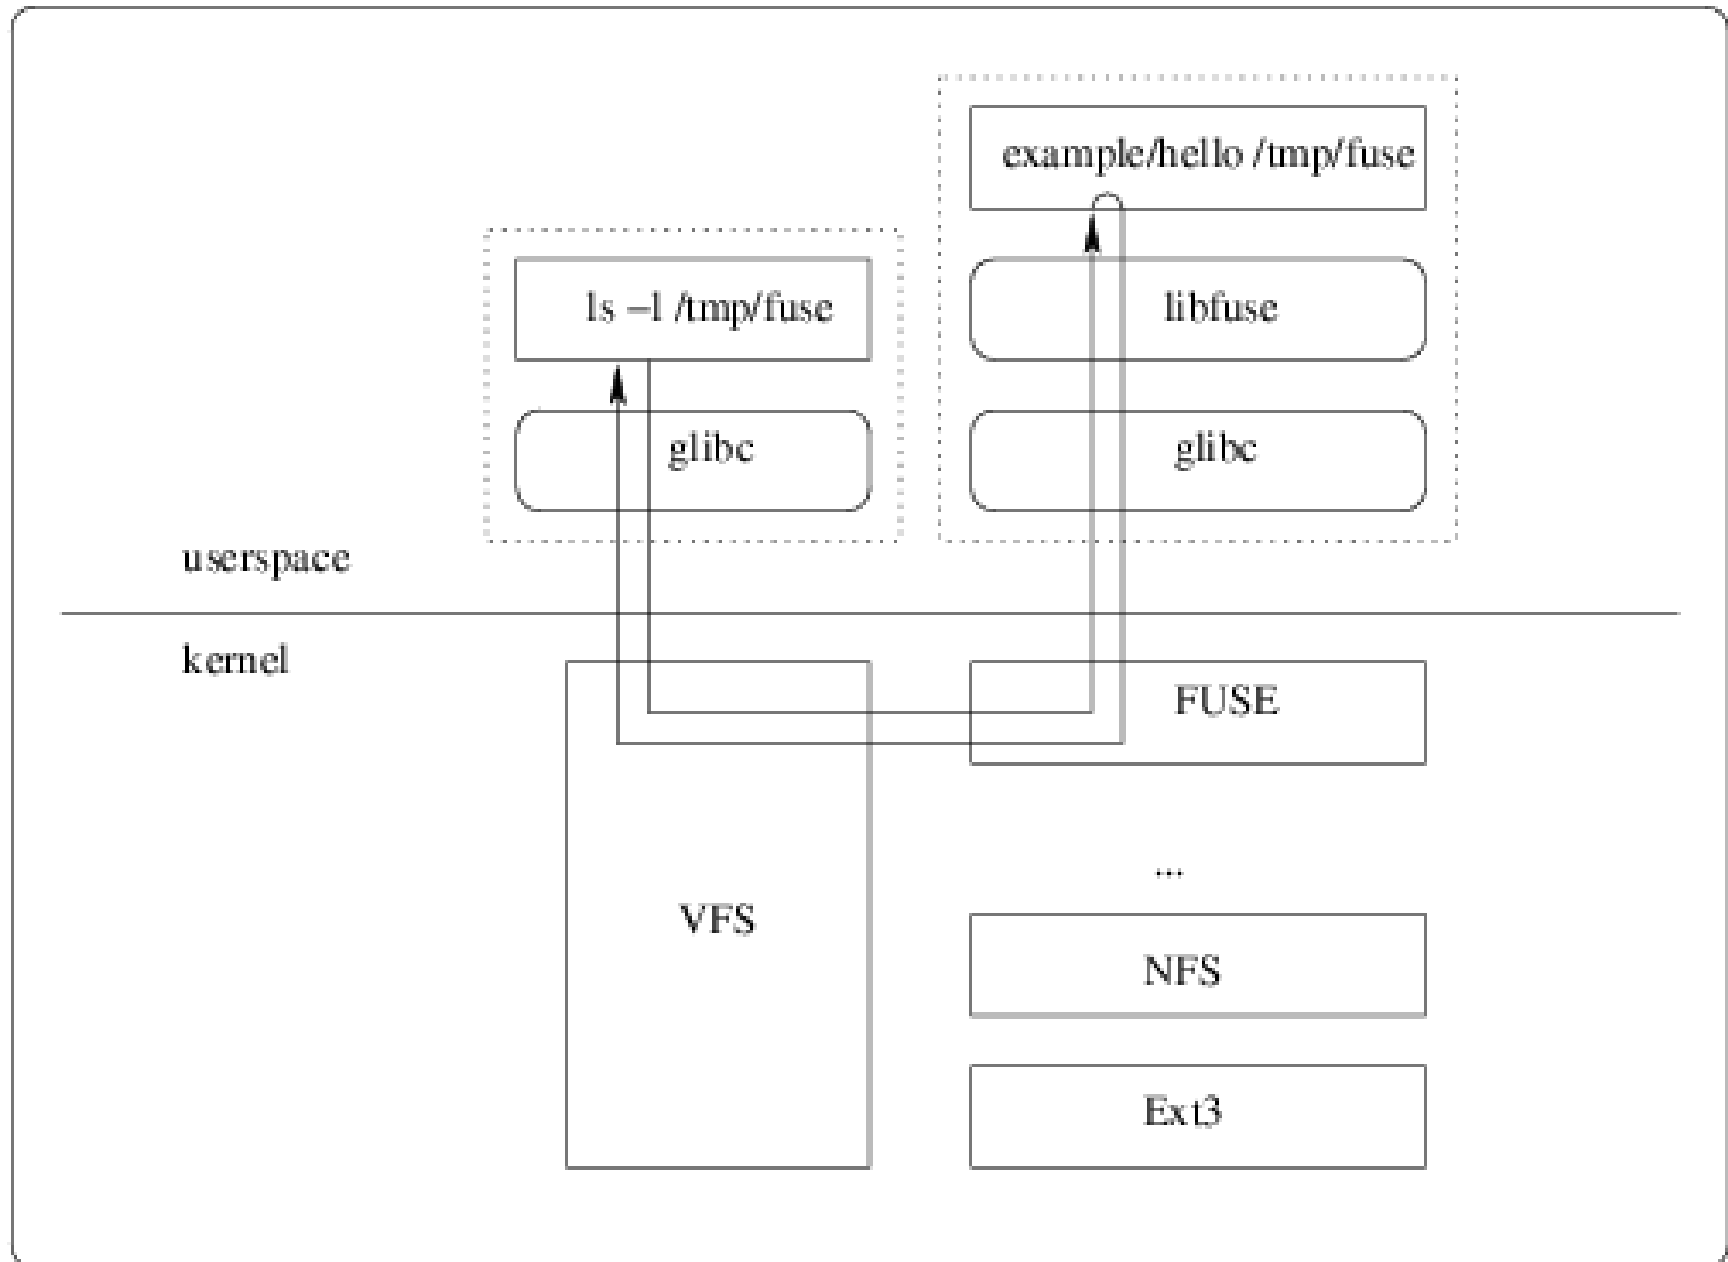 example/hello /tmp/fuse
ls –l /tmp/fuse
libfuse
glibc
glibc
userspace
kernel
FUSE
...
VFS
NFS
Ext3